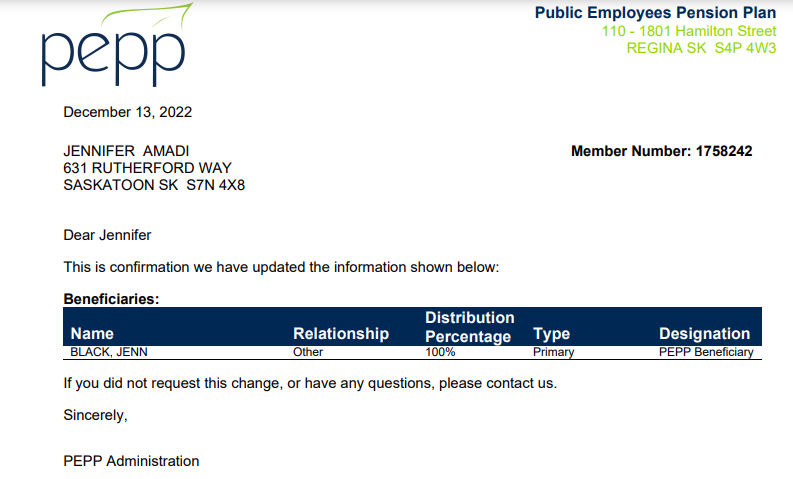 pepp
Public Employees Pension Plan
110 - 1801 Hamilton Street
REGINA SK S4P 4W3
December 13, 2022
JENNIFER AMADI
631 RUTHERFORD WAY
SASKATOON SK S7N 4X8
Member Number: 1758242
Dear Jennifer
This is confirmation we have updated the information shown below:
Beneficiaries:
Name Relationship Distribution Percentage Type Designation
BLACK, JENN Other 100% Primary PEPP Beneficiary
If you did not request this change, or have any questions, please contact us.
Sincerely,
PEPP Administration